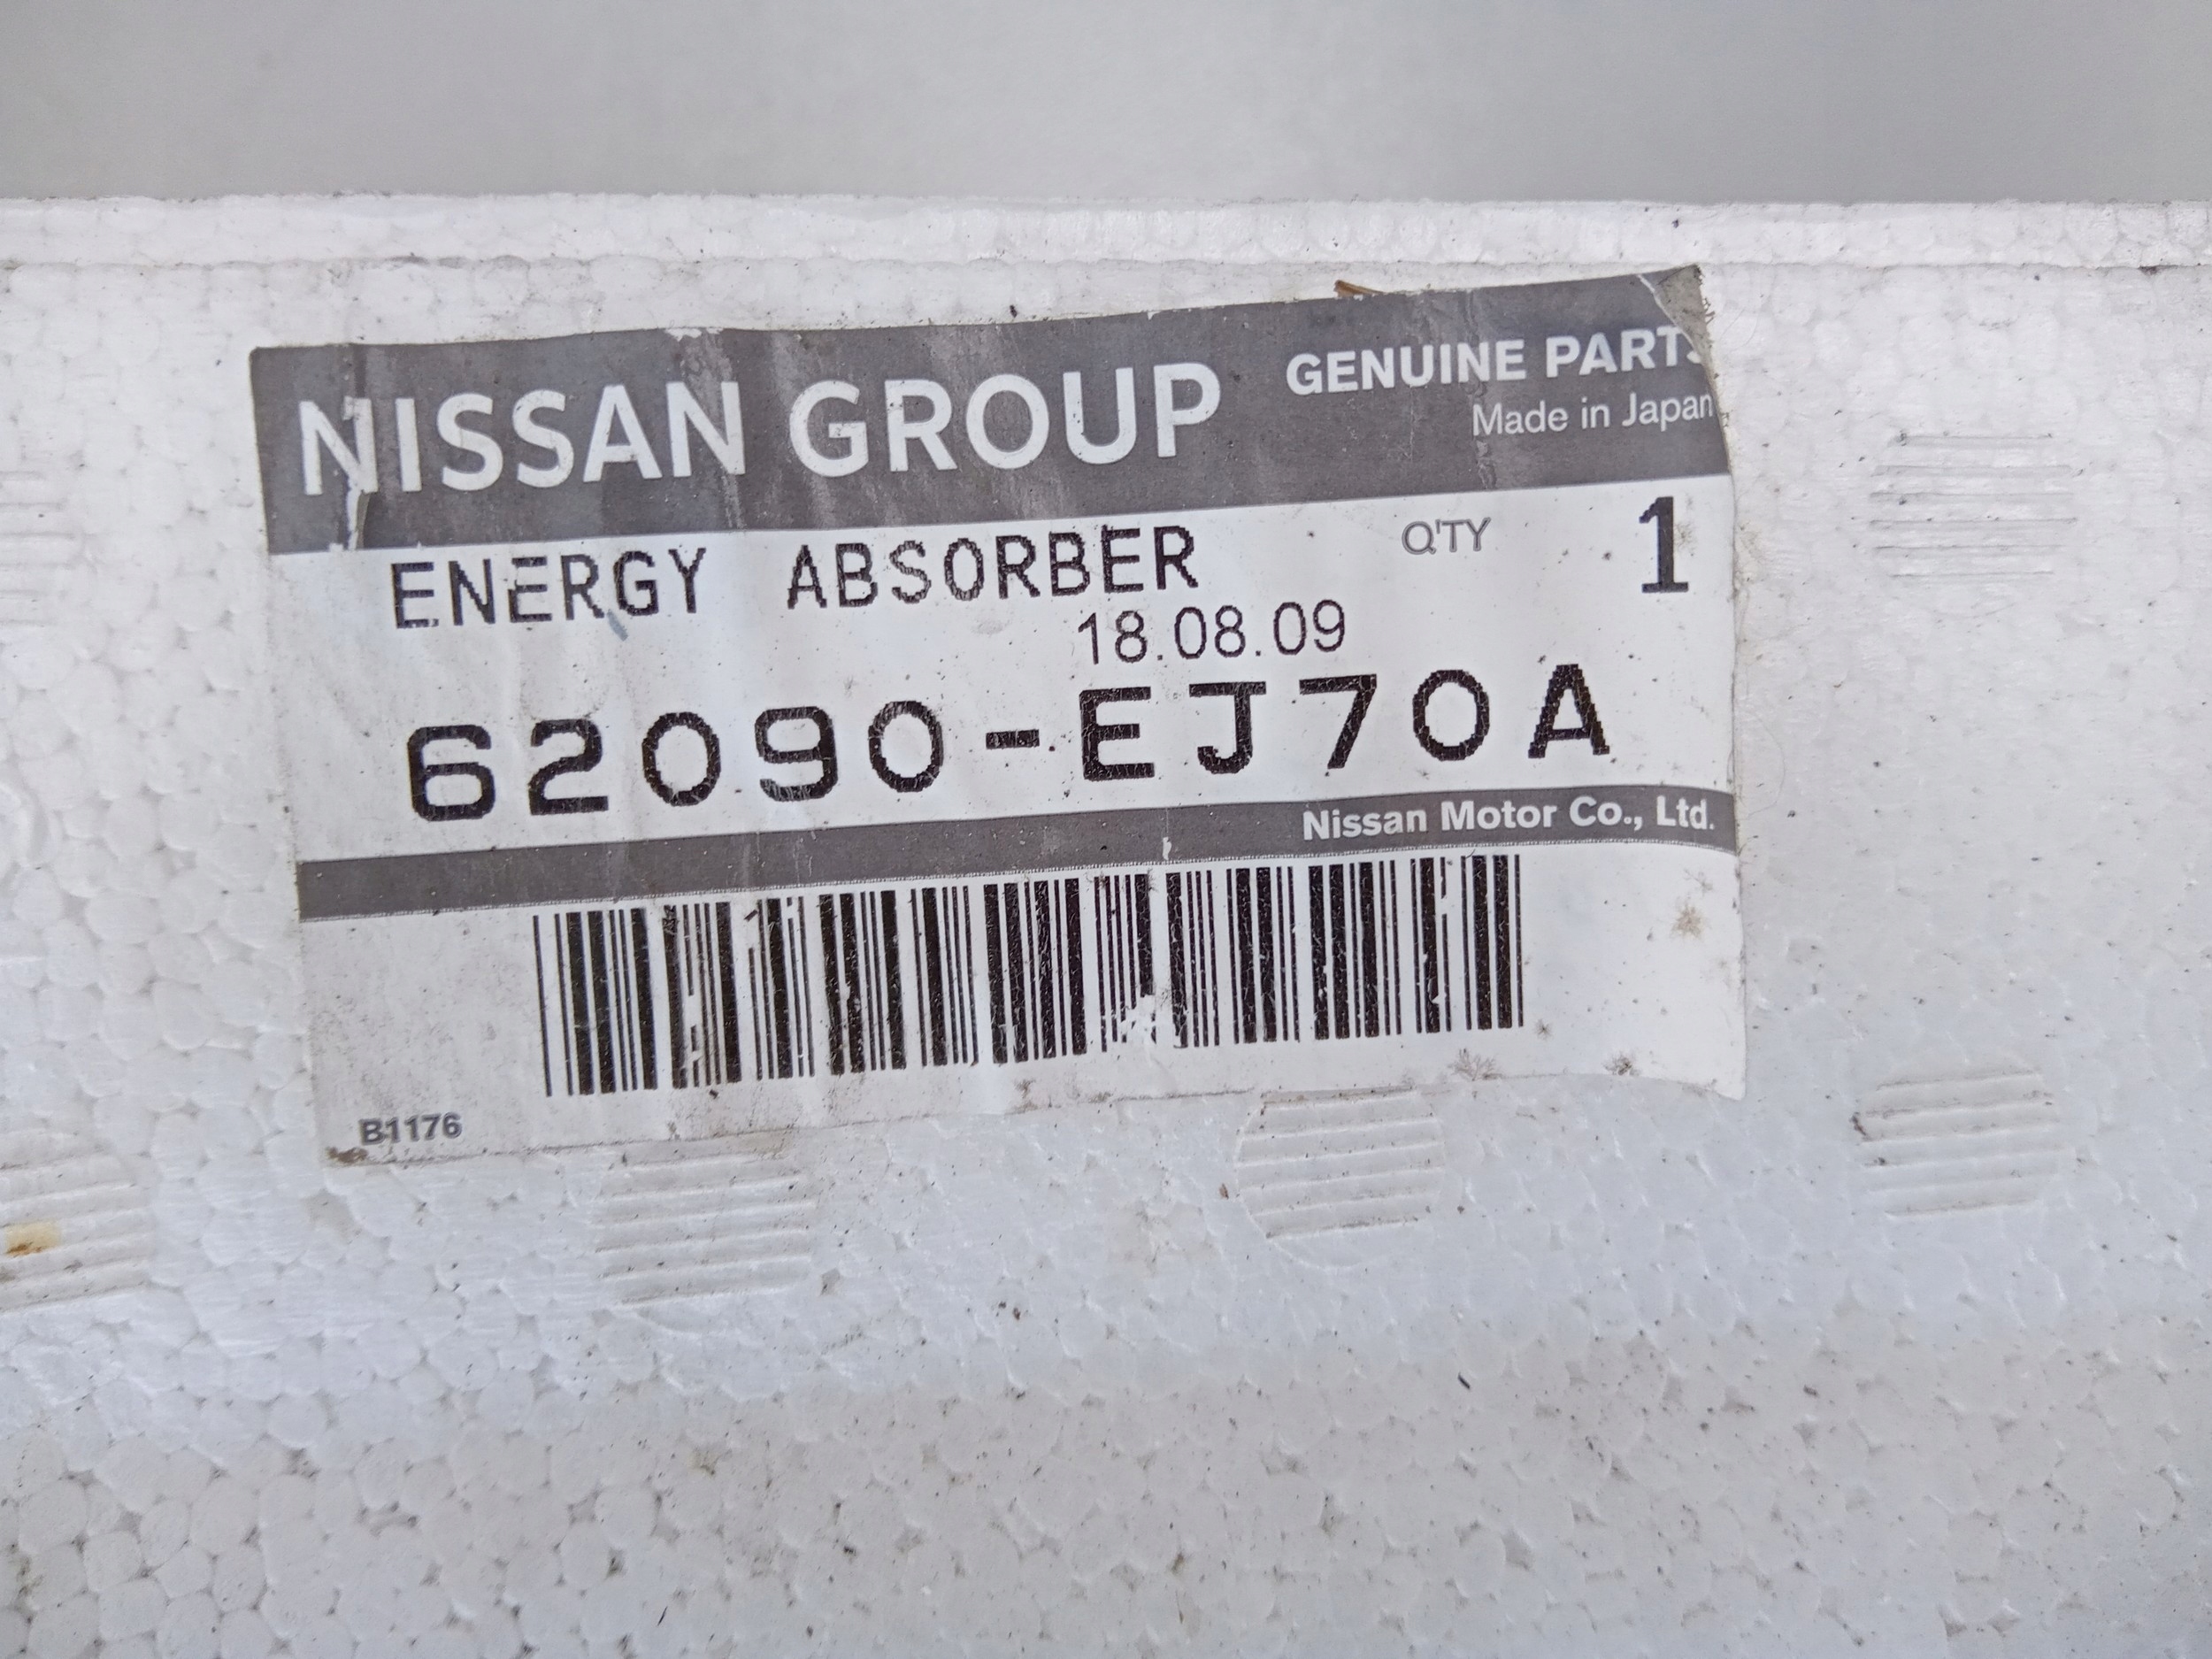 NISSAN GROUP
GENUINE PARTS
Made in Japan
ENERGY ABSORBER
Q'TY 1
18.08.09
62090-EJ70A
Nissan Motor Co., Ltd.
B1176